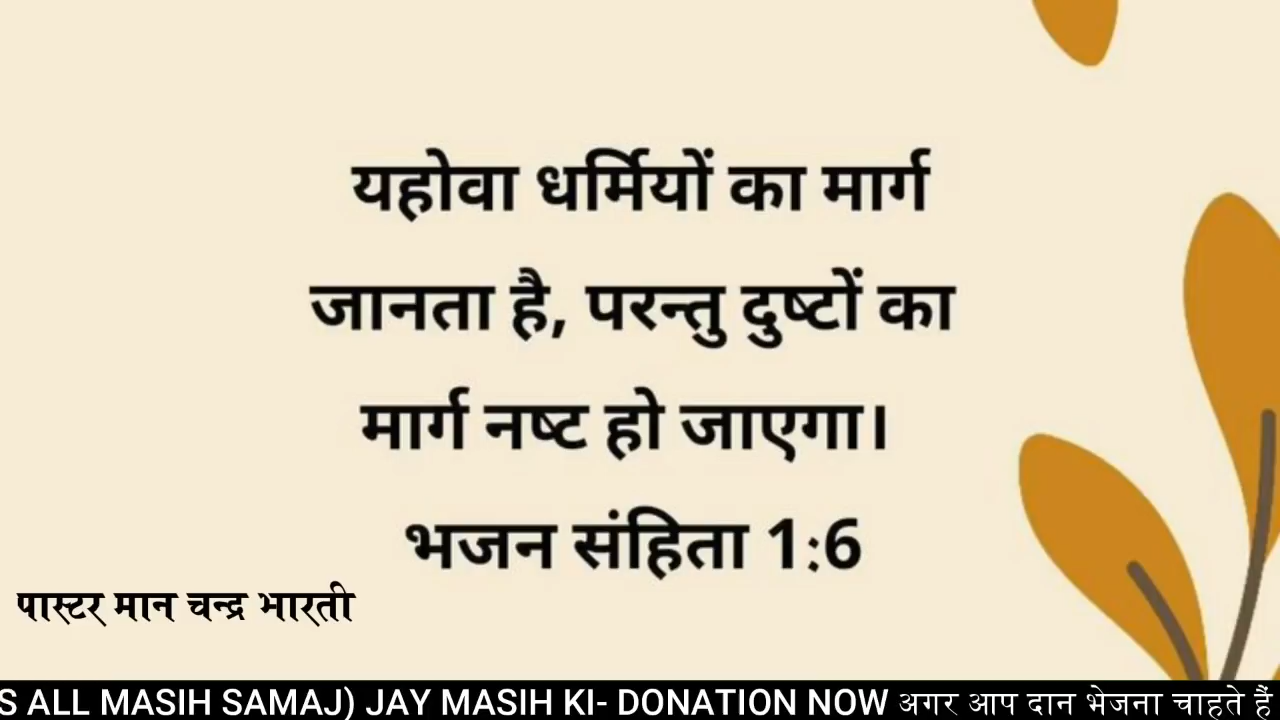 यहोवा धर्मियों का मार्ग
जानता है, परन्तु दुष्टों का
मार्ग नष्ट हो जाएगा।
भजन संहिता 1:6
पास्टर मान चन्द्र भारती
S ALL MASIH SAMAJ) JAY MASIH KI- DONATION NOW अगर आप दान भेजना चाहते हैं